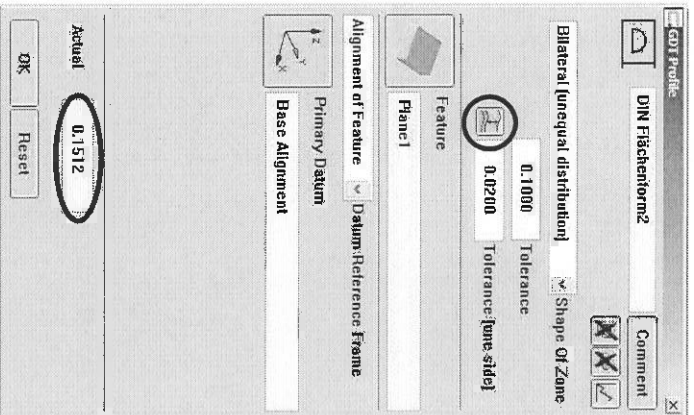 GDT Profile
DIN Flächenform2
Comment
Bilateral [unequal distribution]
Shape Of Zone
0.1000 Tolerance
0.0200 Tolerance [one side]
Feature
Plane1
Alignment of Feature
Datum Reference Frame
Z
Y
X
Primary Datum
Base Alignment
Actual 0.1512
OK Reset